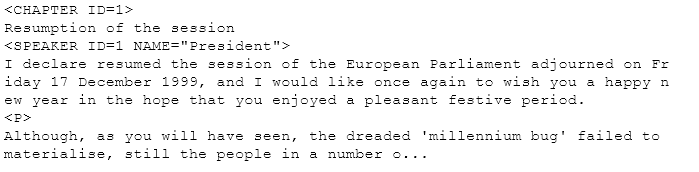 <CHAPTER ID=1>
Resumption of the session
<SPEAKER ID=1 NAME="President">
I declare resumed the session of the European Parliament adjourned on Fr
iday 17 December 1999, and I would like once again to wish you a happy n
ew year in the hope that you enjoyed a pleasant festive period.
<P>
Although, as you will have seen, the dreaded 'millennium bug' failed to
materialise, still the people in a number o...